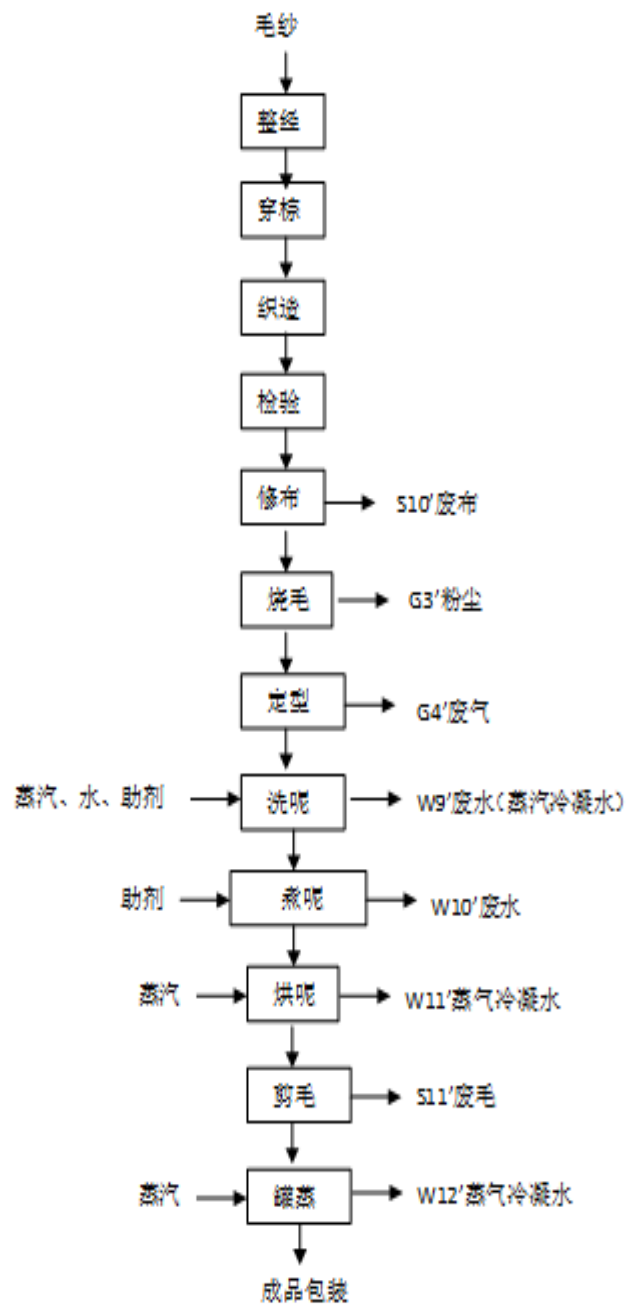 毛纱
整经
穿棕
织造
检验
修布
S10′废布
烧毛
G3′粉尘
定型
G4′废气
蒸汽、水、助剂
洗呢
W9′废水（蒸汽冷凝水）
助剂
煮呢
W10′废水
蒸汽
烘呢
W11′蒸气冷凝水
剪毛
S11′废毛
蒸汽
罐蒸
W12′蒸气冷凝水
成品包装